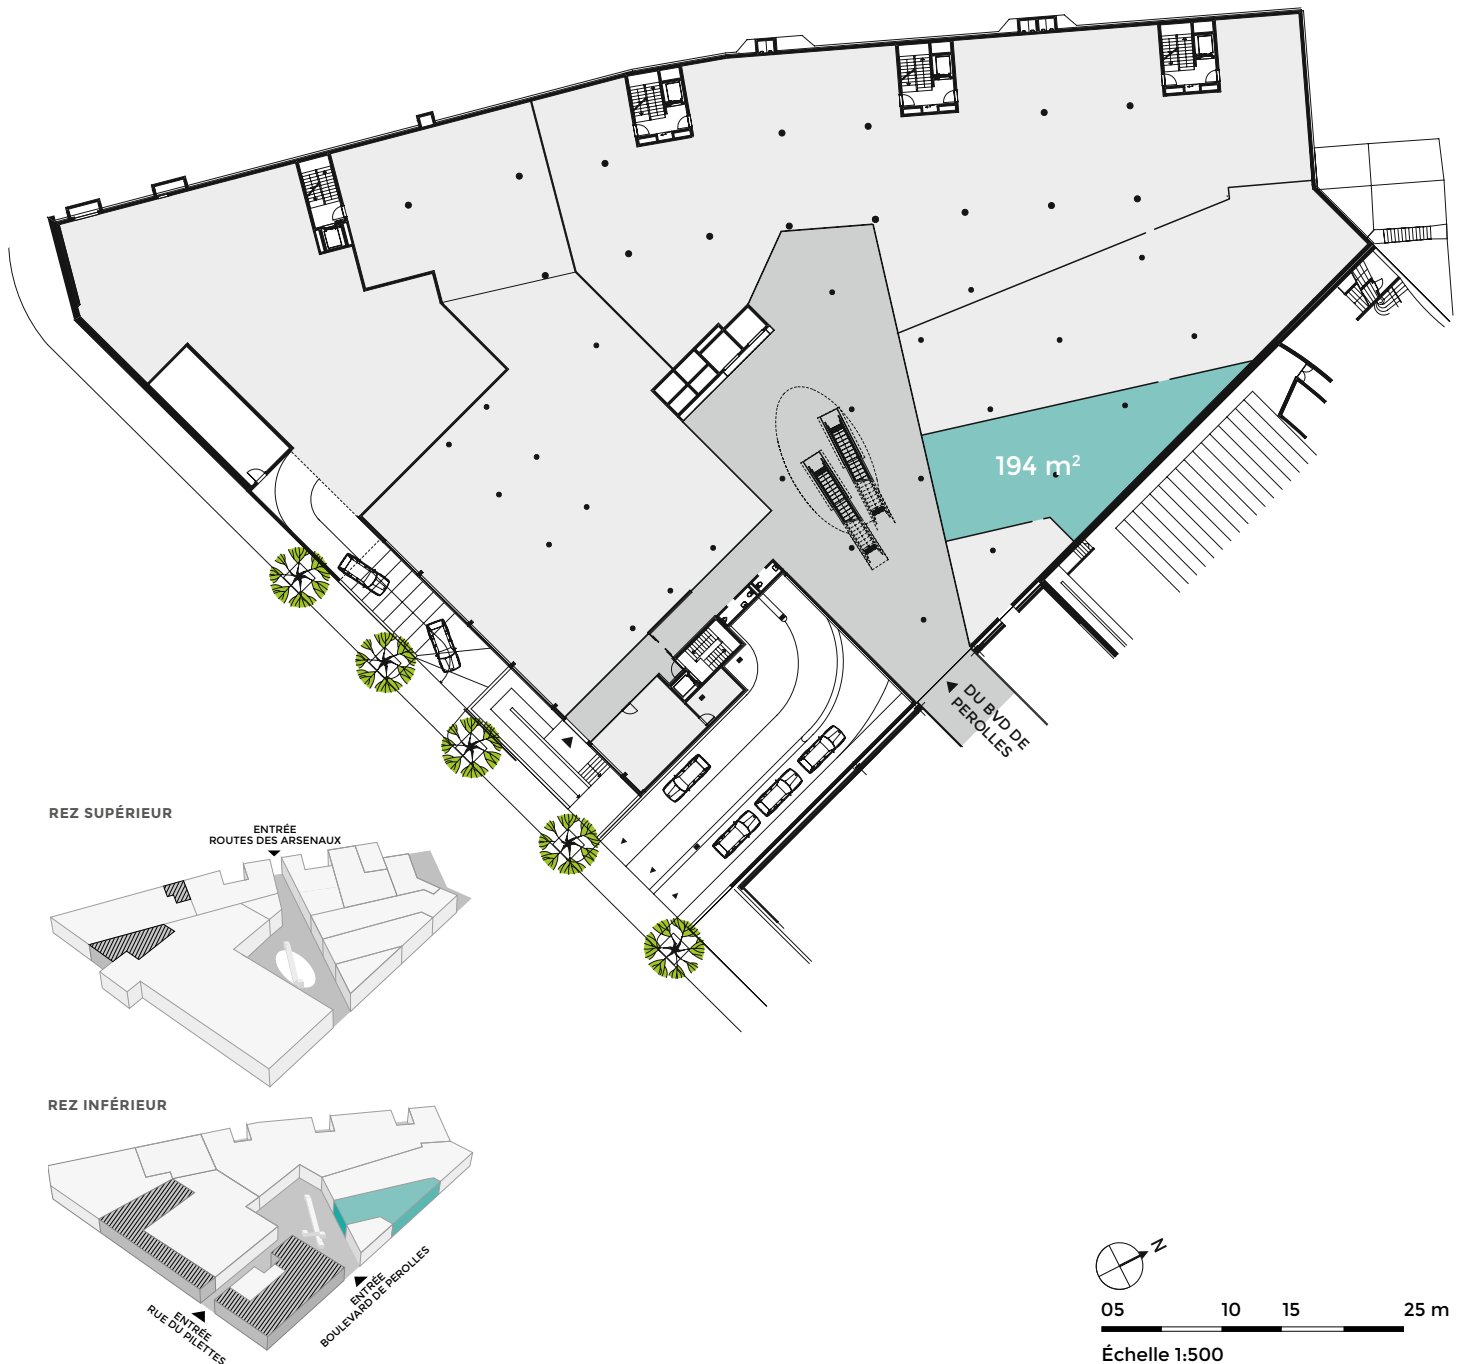 194 m²
DU BVD DE
PEROLLES
REZ SUPÉRIEUR
ENTRÉE
ROUTES DES ARSENAUX
REZ INFÉRIEUR
ENTRÉE
RUE DU PILETTES
ENTRÉE
BOULEVARD DE PEROLLES
N
05 10 15 25 m
Échelle 1:500